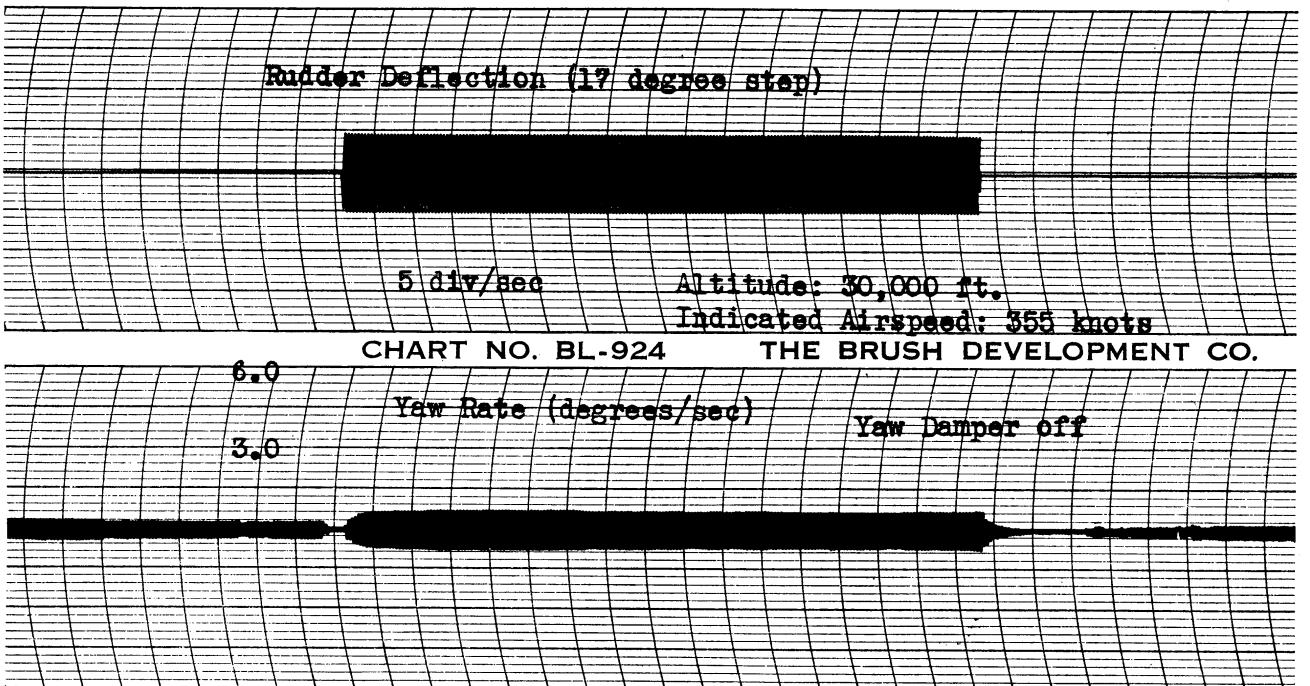 Rudder Deflection (17 degree step)
5 div/sec
Altitude: 30,000 ft.
Indicated Airspeed: 355 knots
CHART NO. BL-924
THE BRUSH DEVELOPMENT CO.
6.0
Yaw Rate (degrees/sec)
Yaw Damper off
3.0